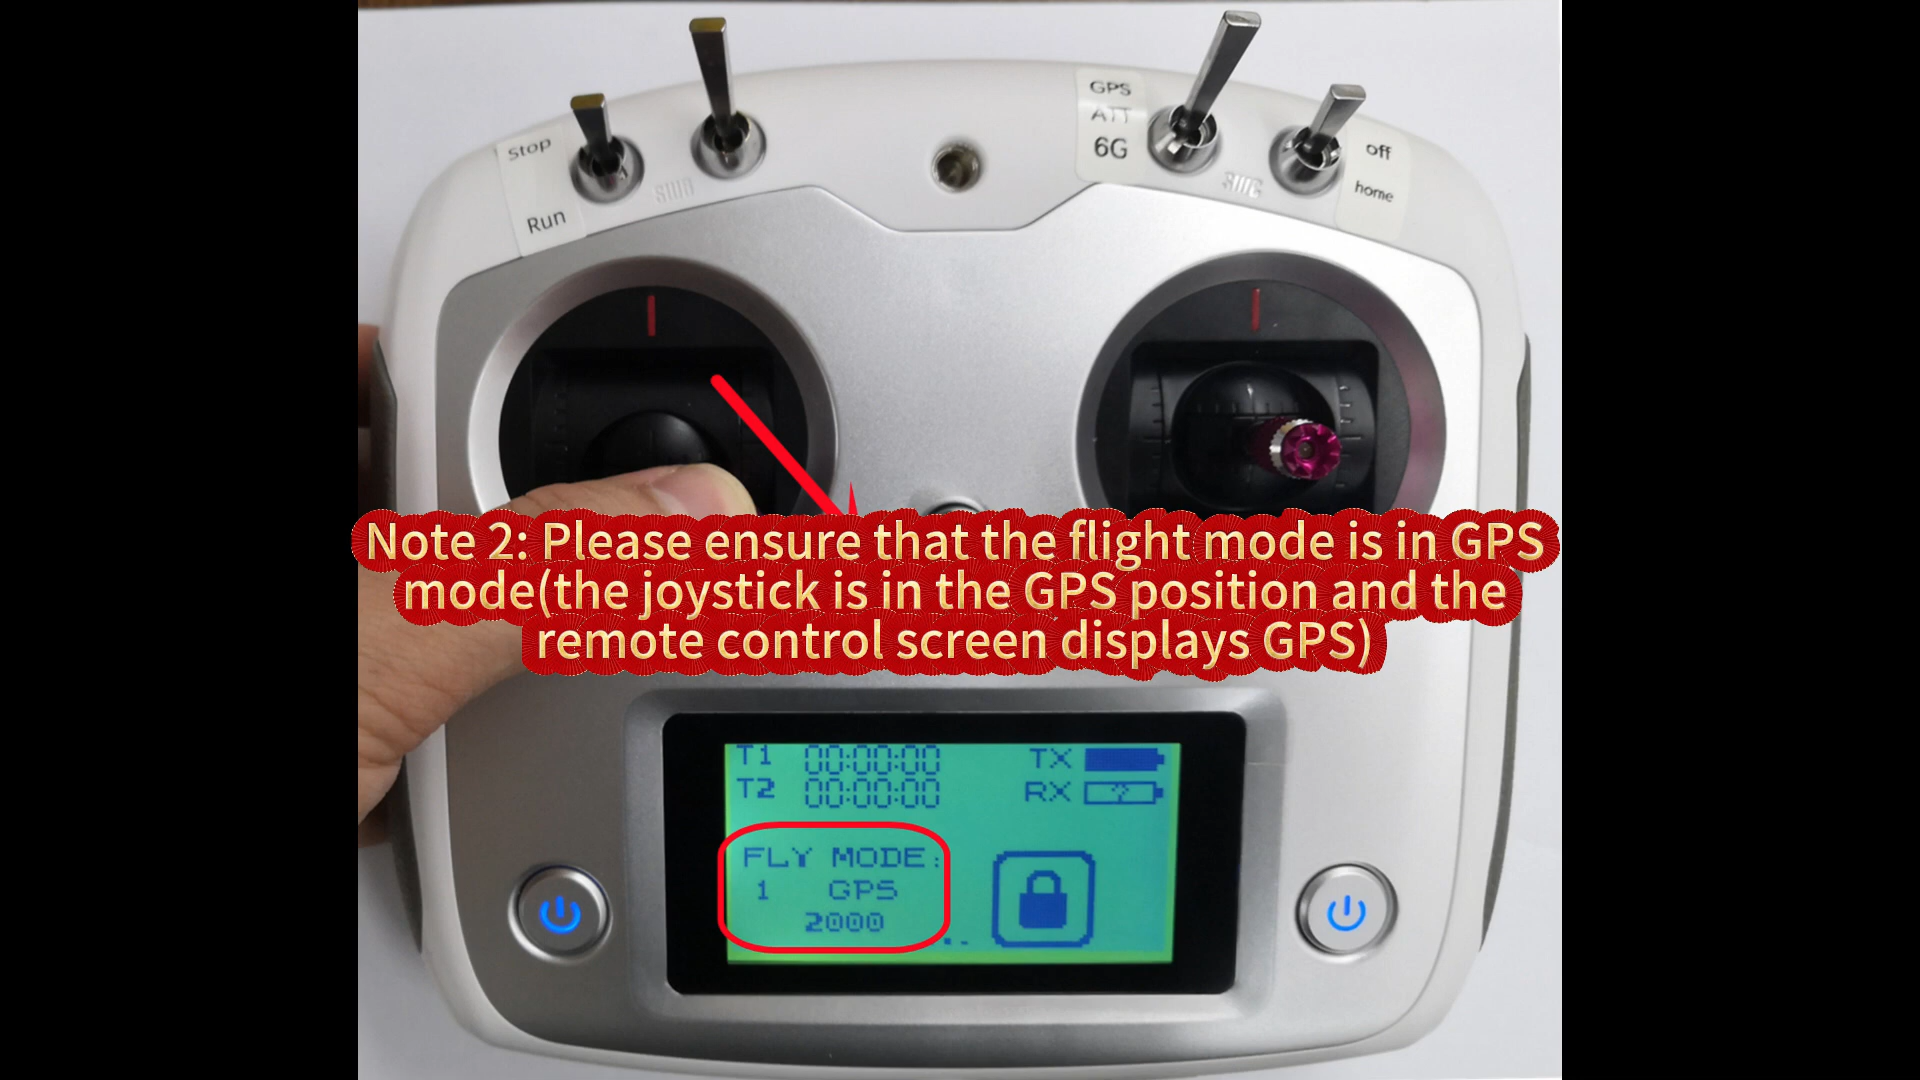 GPS
ATT
6G
Stop
off
SWB
SWC
home
Run
Note 2: Please ensure that the flight mode is in GPS
mode(the joystick is in the GPS position and the
remote control screen displays GPS)
T1 00:00:00 TX
T2 00:00:00 RX ?
FLY MODE:
1 GPS
2000